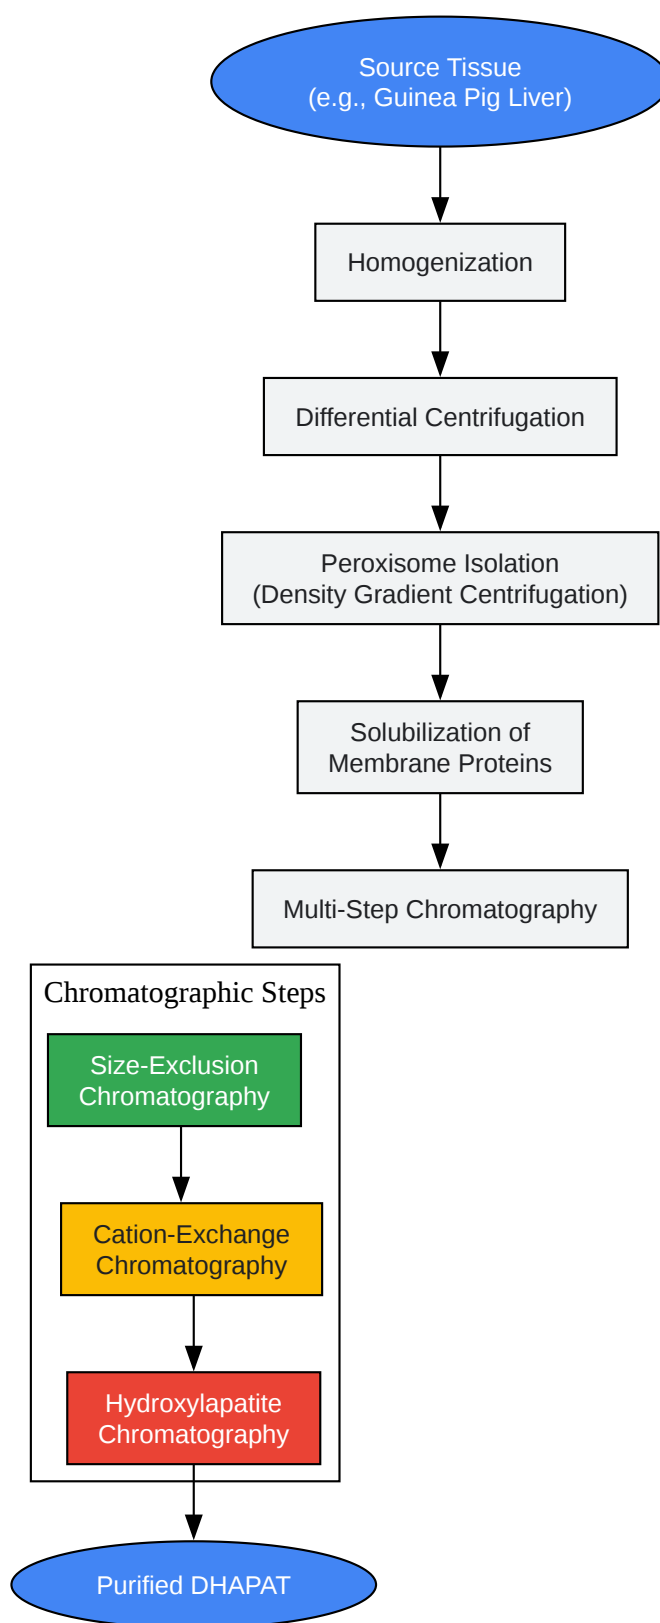 Source Tissue
(e.g., Guinea Pig Liver)
Homogenization
Differential Centrifugation
Peroxisome Isolation
(Density Gradient Centrifugation)
Solubilization of
Membrane Proteins
Multi-Step Chromatography
Chromatographic Steps
Size-Exclusion
Chromatography
Cation-Exchange
Chromatography
Hydroxylapatite
Chromatography
Purified DHAPAT